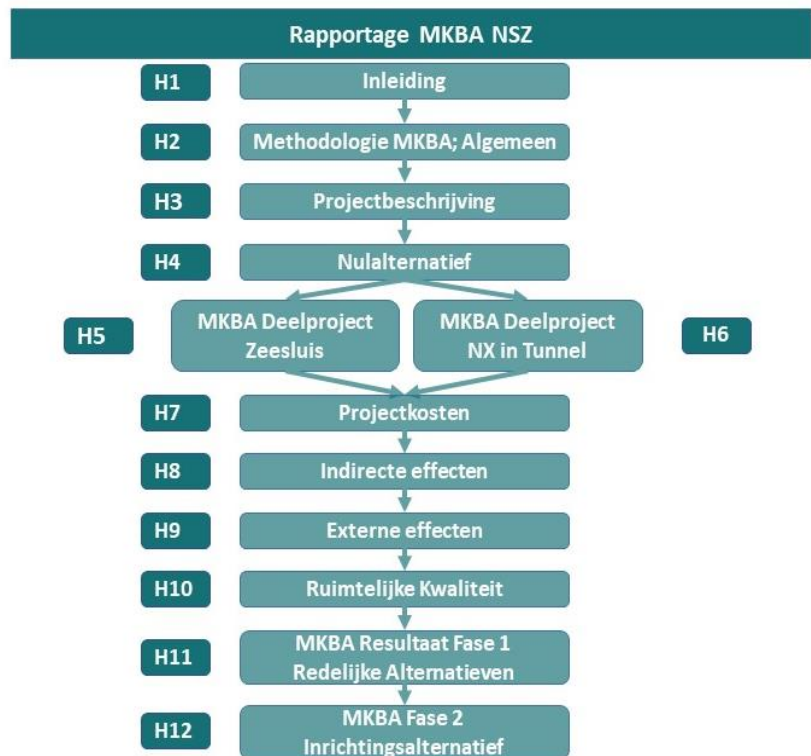 Rapportage MKBA NSZ
H1
Inleiding
H2
Methodologie MKBA; Algemeen
H3
Projectbeschrijving
H4
Nulalternatief
H5
MKBA Deelproject
Zeesluis
MKBA Deelproject
NX in Tunnel
H6
H7
Projectkosten
H8
Indirecte effecten
H9
Externe effecten
H10
Ruimtelijke Kwaliteit
H11
MKBA Resultaat Fase 1
Redelijke Alternatieven
H12
MKBA Fase 2
Inrichtingsalternatief